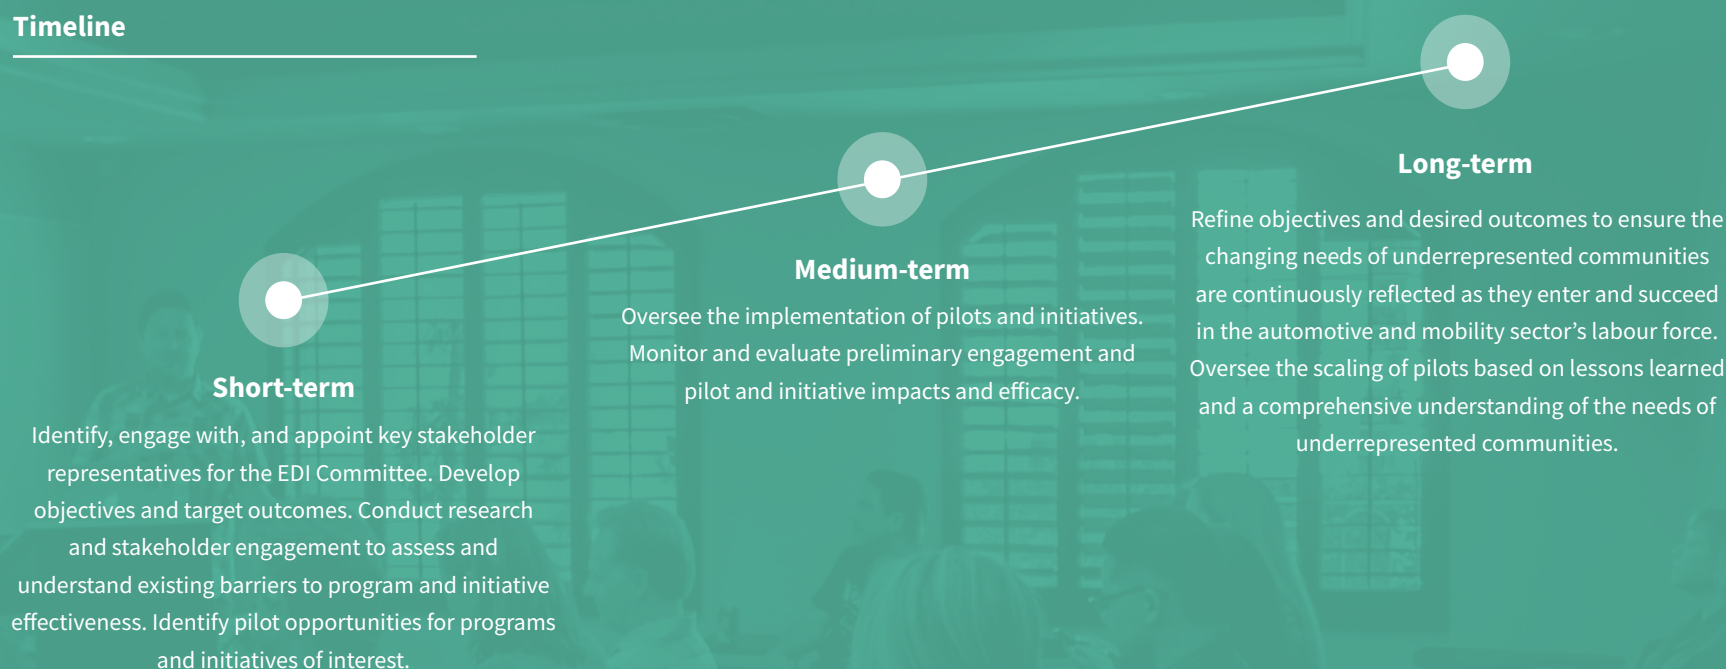 Timeline
Short-term
Identify, engage with, and appoint key stakeholder
representatives for the EDI Committee. Develop
objectives and target outcomes. Conduct research
and stakeholder engagement to assess and
understand existing barriers to program and initiative
effectiveness. Identify pilot opportunities for programs
and initiatives of interest.
Medium-term
Oversee the implementation of pilots and initiatives.
Monitor and evaluate preliminary engagement and
pilot and initiative impacts and efficacy.
Long-term
Refine objectives and desired outcomes to ensure the
changing needs of underrepresented communities
are continuously reflected as they enter and succeed
in the automotive and mobility sector’s labour force.
Oversee the scaling of pilots based on lessons learned
and a comprehensive understanding of the needs of
underrepresented communities.